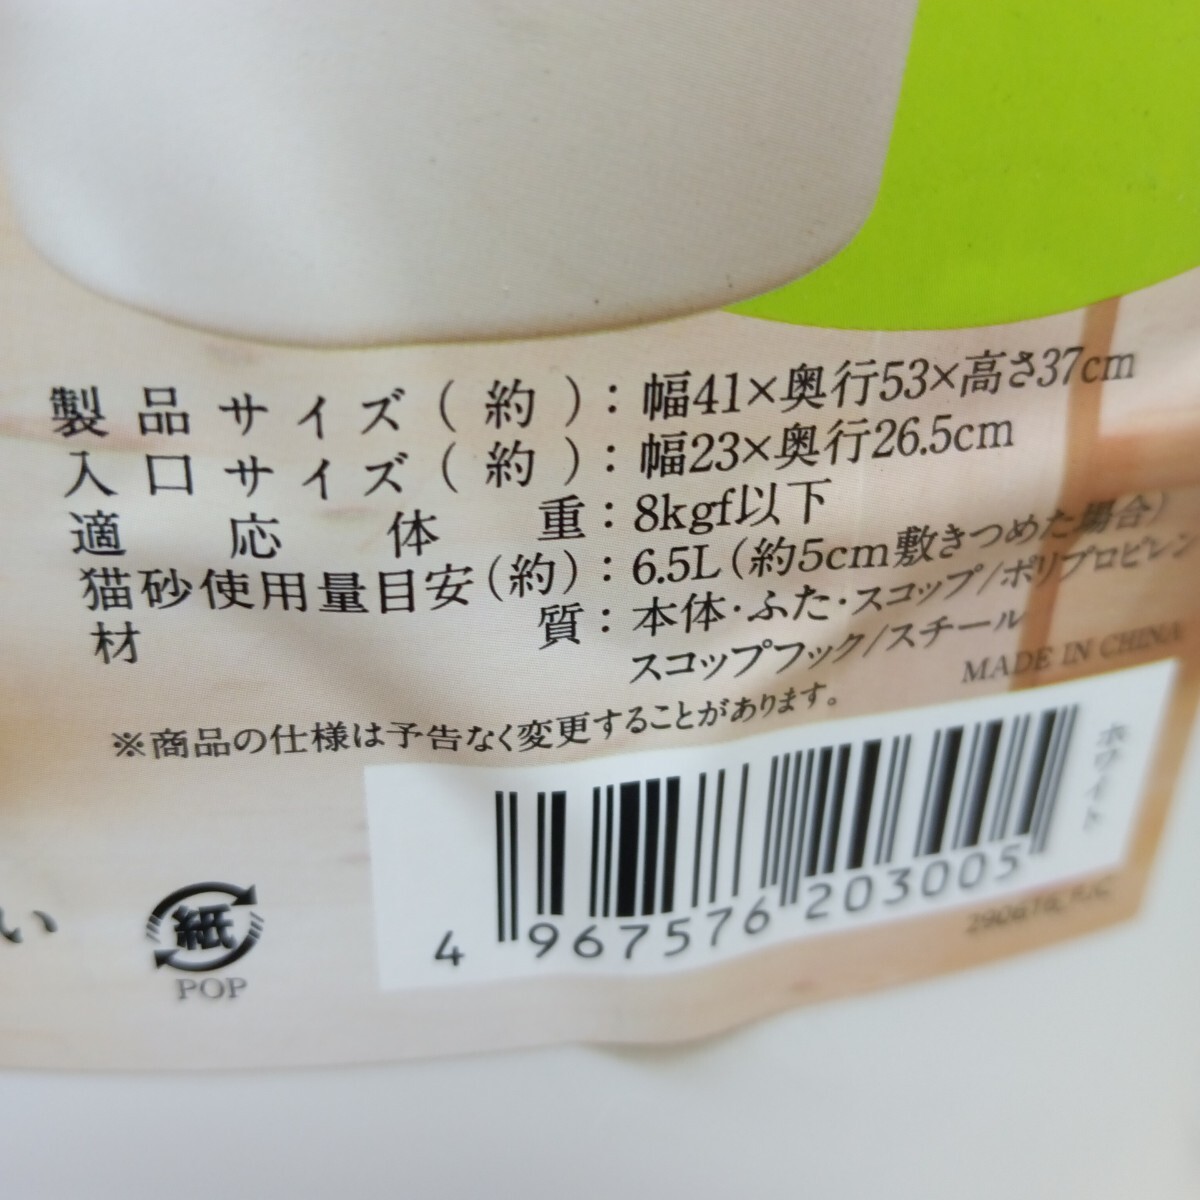 製品サイズ(約):幅41×奥行53×高さ37cm
入口サイズ(約):幅23×奥行26.5cm
適応体重:8kgf以下
猫砂使用量目安(約):6.5L(約5cm敷きつめた場合)
材質:本体・ふた・スコップ/ポリプロピレン
スコップフック/スチール
MADE IN CHINA
※商品の仕様は予告なく変更することがあります。
ホワイト
4 967576 203005
い
紙
POP